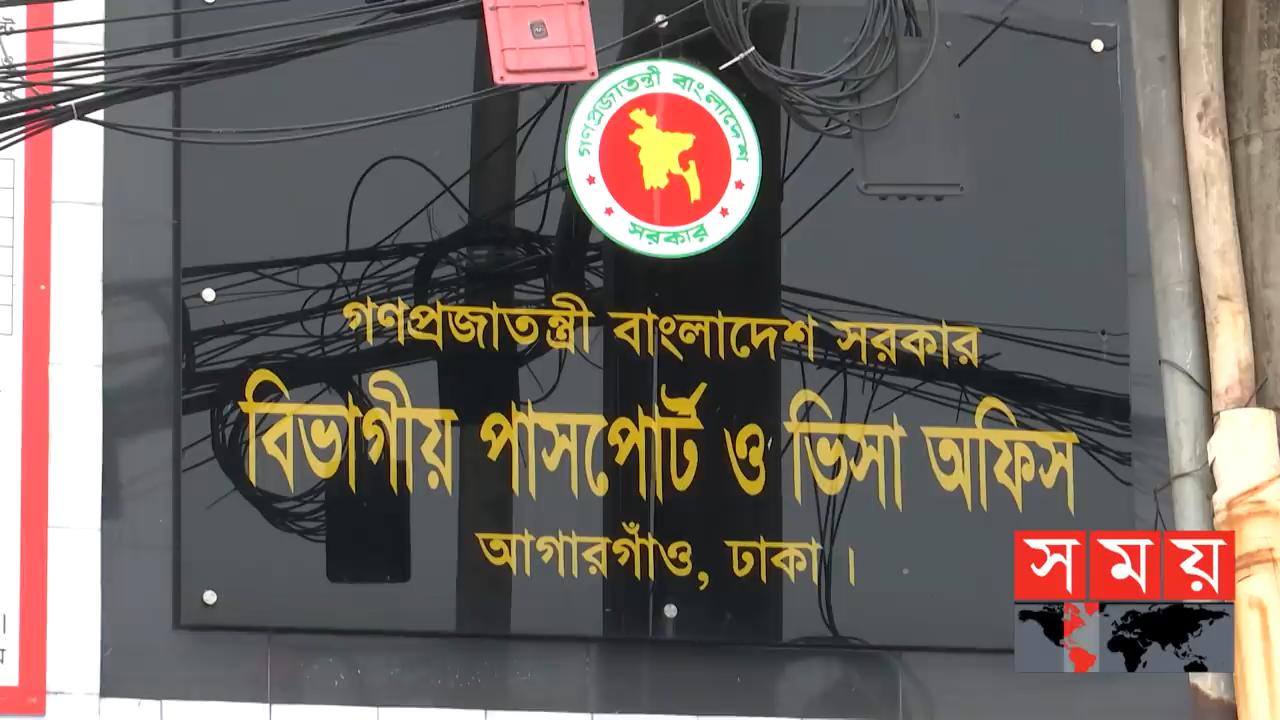 গণপ্রজাতন্ত্রী বাংলাদেশ
সরকার
গণপ্রজাতন্ত্রী বাংলাদেশ সরকার
বিভাগীয় পাসপোর্ট ও ভিসা অফিস
আগারগাঁও, ঢাকা ।
সময়